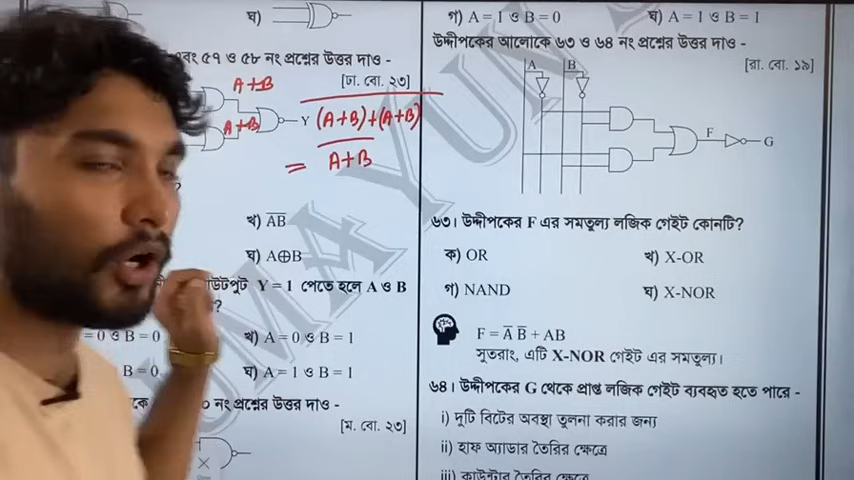 ঘ)
এবং ৫৭ ও ৫৮ নং প্রশ্নের উত্তর দাও -
[ঢা. বো. ২৩]
A+B
A+B
Y (A+B)+(A+B)
= A+B
খ) AB
ঘ) A⊕B
Y = 1 পেতে হলে A ও B
?
= 0 ও B = 0
খ) A = 0 ও B = 1
B = 0
ঘ) A = 1 ও B = 1
নং প্রশ্নের উত্তর দাও -
[ম. বো. ২৩]
গ) A = 1 ও B = 0
ঘ) A = 1 ও B = 1
উদ্দীপকের আলোকে ৬৩ ও ৬৪ নং প্রশ্নের উত্তর দাও -
[রা. বো. ১৯]
A B
F
G
৬৩। উদ্দীপকের F এর সমতুল্য লজিক গেইট কোনটি?
ক) OR
খ) X-OR
গ) NAND
ঘ) X-NOR
F = A̅ B̅ + AB
সুতরাং, এটি X-NOR গেইট এর সমতুল্য।
৬৪। উদ্দীপকের G থেকে প্রাপ্ত লজিক গেইট ব্যবহৃত হতে পারে -
i) দুটি বিটের অবস্থা তুলনা করার জন্য
ii) হাফ অ্যাডার তৈরির ক্ষেত্রে
iii) কাউন্টার তৈরির ক্ষেত্রে